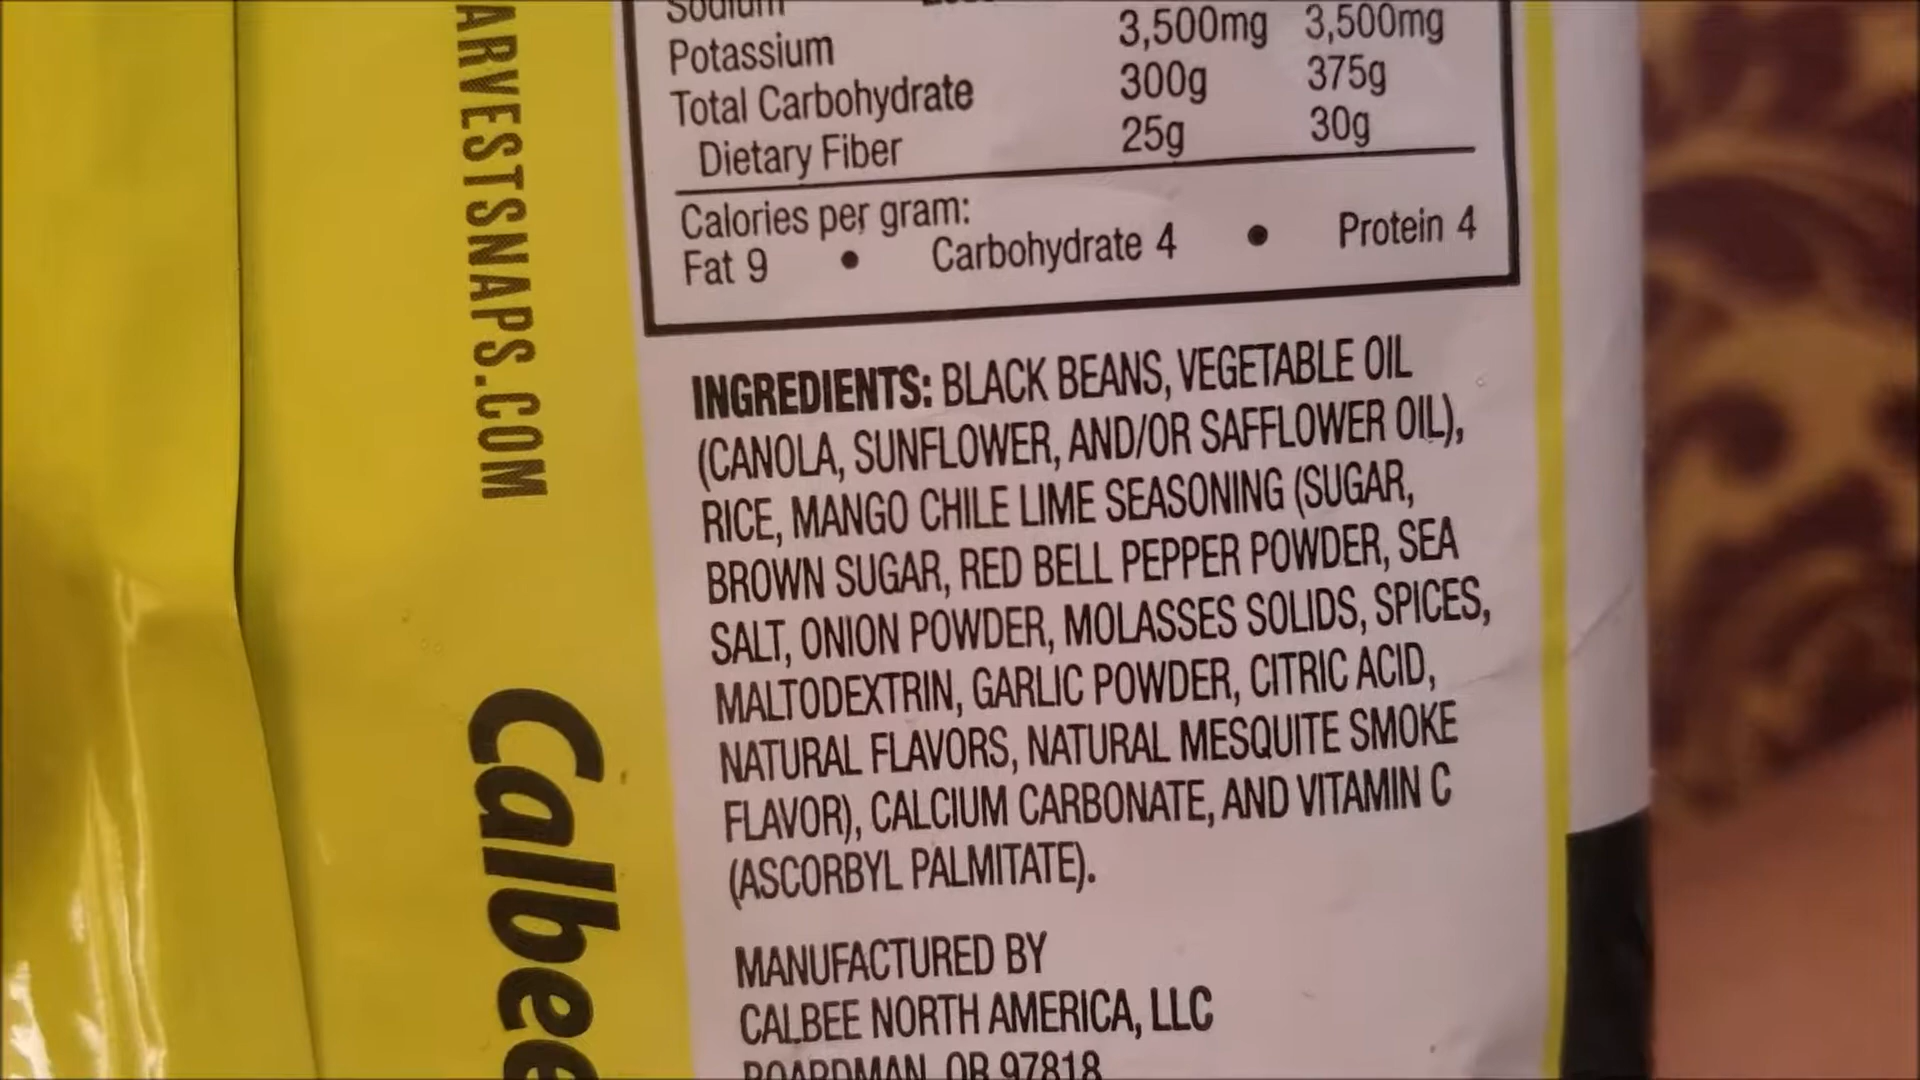 Sodium
Potassium 3,500mg 3,500mg
Total Carbohydrate 300g 375g
Dietary Fiber 25g 30g
Calories per gram:
Fat 9 • Carbohydrate 4 • Protein 4
INGREDIENTS: BLACK BEANS, VEGETABLE OIL
(CANOLA, SUNFLOWER, AND/OR SAFFLOWER OIL),
RICE, MANGO CHILE LIME SEASONING (SUGAR,
BROWN SUGAR, RED BELL PEPPER POWDER, SEA
SALT, ONION POWDER, MOLASSES SOLIDS, SPICES,
MALTODEXTRIN, GARLIC POWDER, CITRIC ACID,
NATURAL FLAVORS, NATURAL MESQUITE SMOKE
FLAVOR), CALCIUM CARBONATE, AND VITAMIN C
(ASCORBYL PALMITATE).
MANUFACTURED BY
CALBEE NORTH AMERICA, LLC
BOARDMAN, OR 97818
ARVESTSNAPS.COM
Calbee